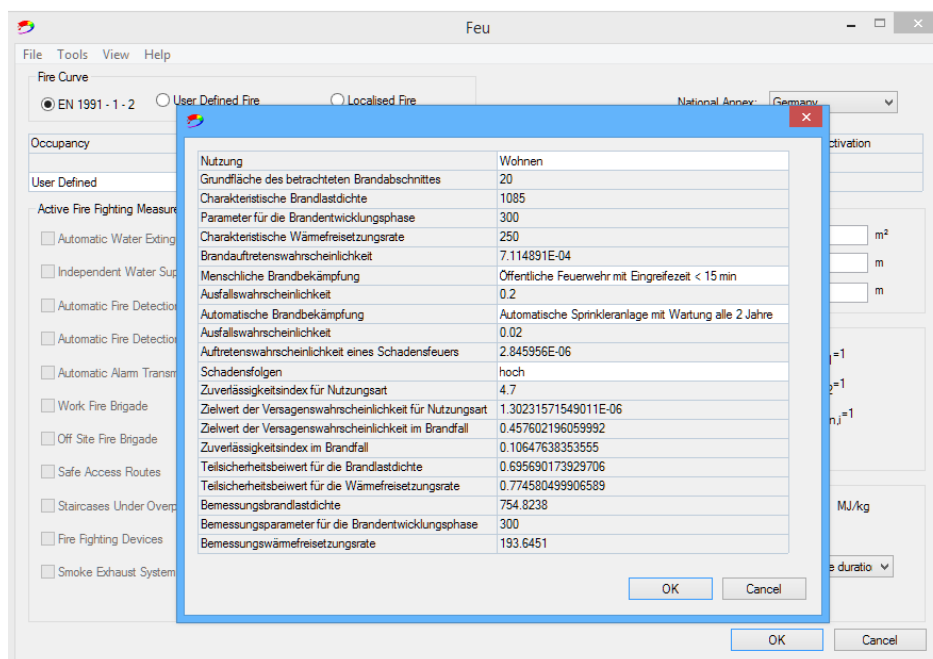 Feu
File Tools View Help
Fire Curve
EN 1991 - 1 - 2 User Defined Fire Localised Fire National Annex: Germany
Occupancy ctivation
User Defined
Active Fire Fighting Measure
Automatic Water Exting m²
Independent Water Sup m
Automatic Fire Detection m
Automatic Fire Detection
Automatic Alarm Transm =1
Work Fire Brigade =1
Off Site Fire Brigade n,i=1
Safe Access Routes
Staircases Under Overp MJ/kg
Fire Fighting Devices
Smoke Exhaust System e duratio
OK Cancel
Nutzung Wohnen
Grundfläche des betrachteten Brandabschnittes 20
Charakteristische Brandlastdichte 1085
Parameter für die Brandentwicklungsphase 300
Charakteristische Wärmefreisetzungsrate 250
Brandauftretenswahrscheinlichkeit 7.114891E-04
Menschliche Brandbekämpfung Öffentliche Feuerwehr mit Eingreifezeit < 15 min
Ausfallswahrscheinlichkeit 0.2
Automatische Brandbekämpfung Automatische Sprinkleranlage mit Wartung alle 2 Jahre
Ausfallswahrscheinlichkeit 0.02
Auftretenswahrscheinlichkeit eines Schadensfeuers 2.845956E-06
Schadensfolgen hoch
Zuverlässigkeitsindex für Nutzungsart 4.7
Zielwert der Versagenswahrscheinlichkeit für Nutzungsart 1.30231571549011E-06
Zielwert der Versagenswahrscheinlichkeit im Brandfall 0.457602196059992
Zuverlässigkeitsindex im Brandfall 0.10647638353555
Teilsicherheitsbeiwert für die Brandlastdichte 0.695690173929706
Teilsicherheitsbeiwert für die Wärmefreisetzungsrate 0.774580499906589
Bemessungsbrandlastdichte 754.8238
Bemessungsparameter für die Brandentwicklungsphase 300
Bemessungswärmefreisetzungsrate 193.6451
OK Cancel